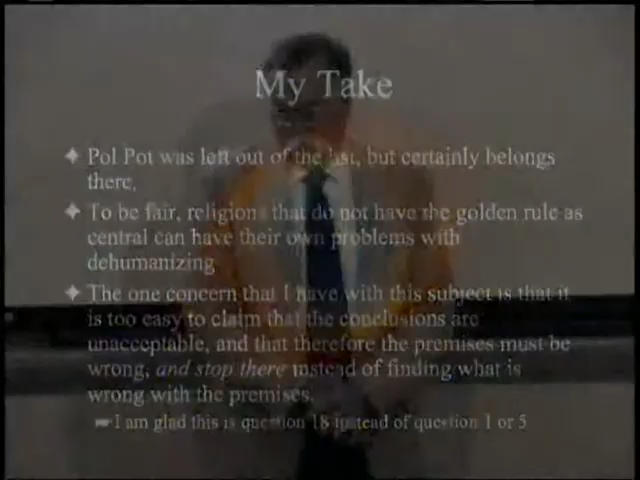 My Take
Pol Pot was left out of the list, but certainly belongs
there,
To be fair, religions that do not have the golden rule as
central can have their own problems with
dehumanizing
The one concern that I have with this subject is that it
is too easy to claim that the conclusions are
unacceptable, and that therefore the premises must be
wrong, and stop there instead of finding what is
wrong with the premises.
I am glad this is question 18 instead of question 1 or 5